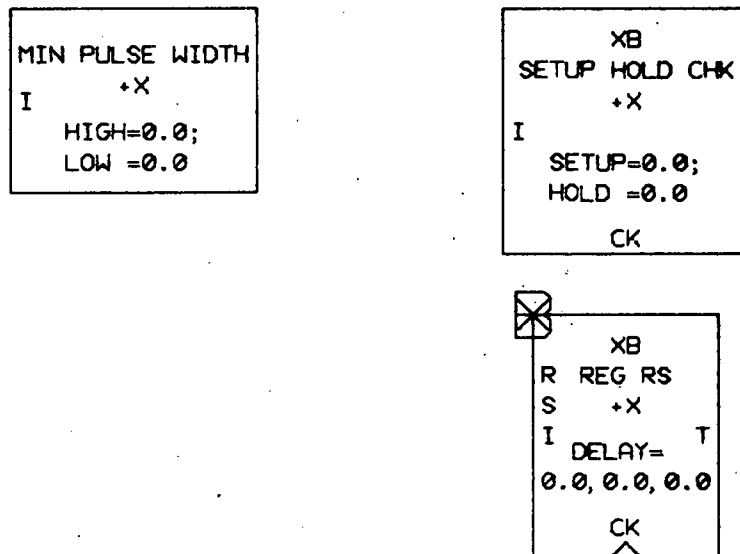 MIN PULSE WIDTH
+X
I
HIGH=0.0;
LOW =0.0
XB
SETUP HOLD CHK
+X
I
SETUP=0.0;
HOLD =0.0
CK
XB
R REG RS
S +X
I T
DELAY=
0.0, 0.0, 0.0
CK